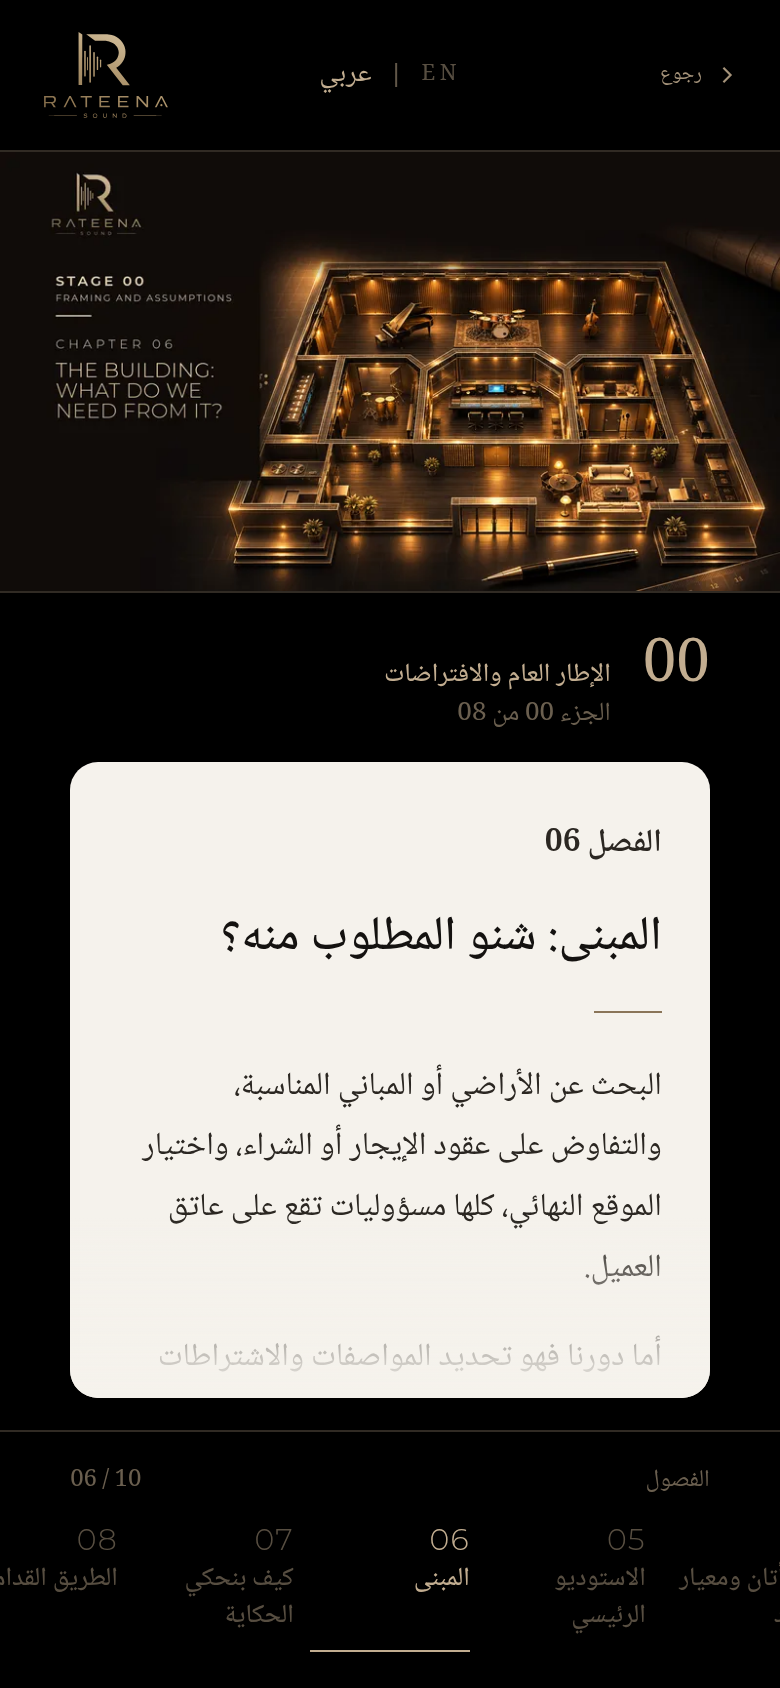 RATEENA
SOUND
عربي | EN
رجوع
RATEENA
SOUND
STAGE 00
FRAMING AND ASSUMPTIONS
CHAPTER 06
THE BUILDING:
WHAT DO WE
NEED FROM IT?
00
الإطار العام والافتراضات
الجزء 00 من 08
الفصل 06
المبنى: شنو المطلوب منه؟
البحث عن الأراضي أو المباني المناسبة،
والتفاوض على عقود الإيجار أو الشراء، واختيار
الموقع النهائي، كلها مسؤوليات تقع على عاتق
العميل.
أما دورنا فهو تحديد المواصفات والاشتراطات
الفصول
06 / 10
ومعيار
05
الاستوديو
الرئيسي
06
المبنى
07
كيف بنحكي
الحكاية
08
الطريق